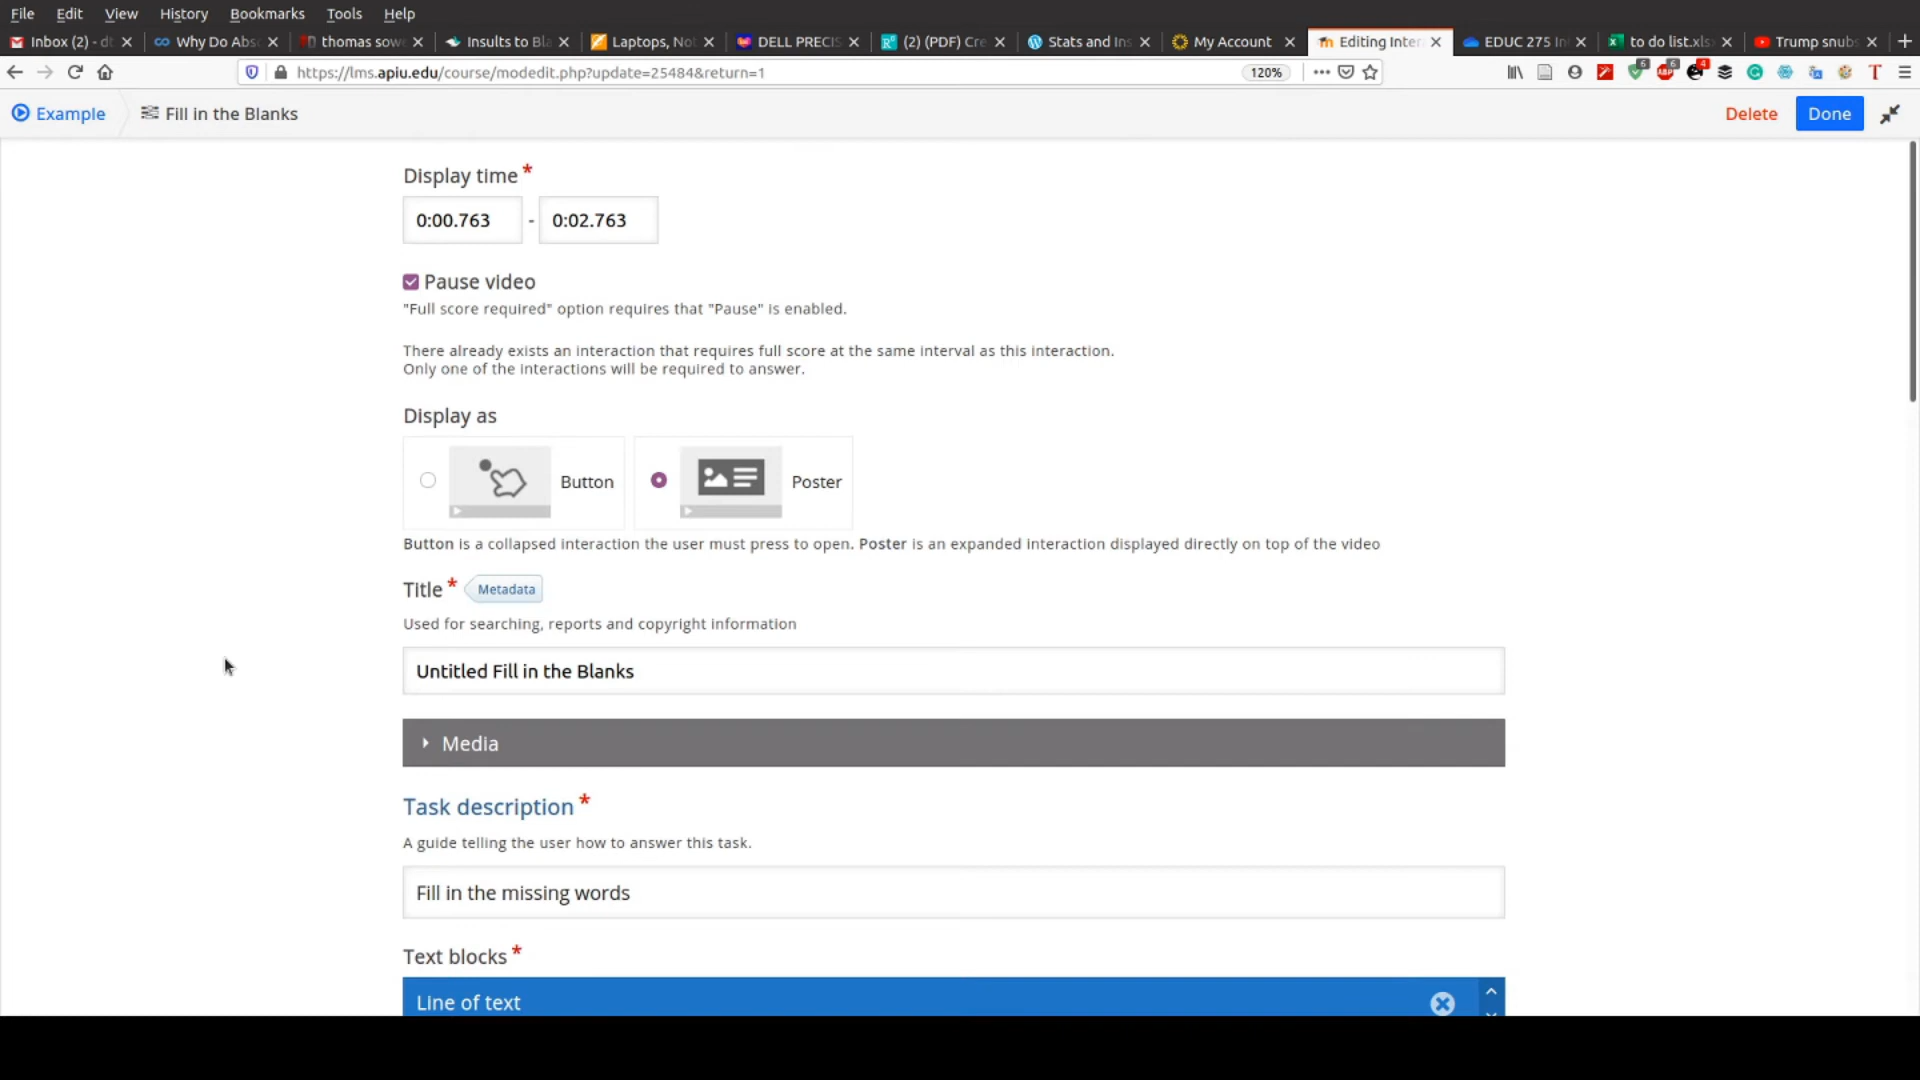 File Edit View History Bookmarks Tools Help
Inbox (2) - dt Why Do Abs thomas sow Insults to Bla Laptops, No DELL PRECIS (2) (PDF) Cre Stats and Ins My Account Editing Inter EDUC 275 In to do list.xls Trump snub
https://lms.apiu.edu/course/modedit.php?update=25484&return=1 120% 6 ABP 6 4
Example Fill in the Blanks Delete Done
Display time *
0:00.763 - 0:02.763
Pause video
"Full score required" option requires that "Pause" is enabled.
There already exists an interaction that requires full score at the same interval as this interaction.
Only one of the interactions will be required to answer.
Display as
Button Poster
Button is a collapsed interaction the user must press to open. Poster is an expanded interaction displayed directly on top of the video
Title * Metadata
Used for searching, reports and copyright information
Untitled Fill in the Blanks
Media
Task description *
A guide telling the user how to answer this task.
Fill in the missing words
Text blocks *
Line of text